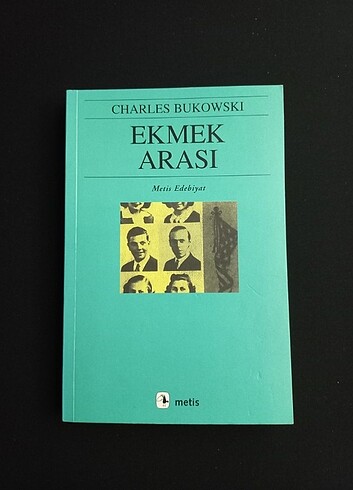 CHARLES BUKOWSKI
EKMEK
ARASI
Metis Edebiyat
metis